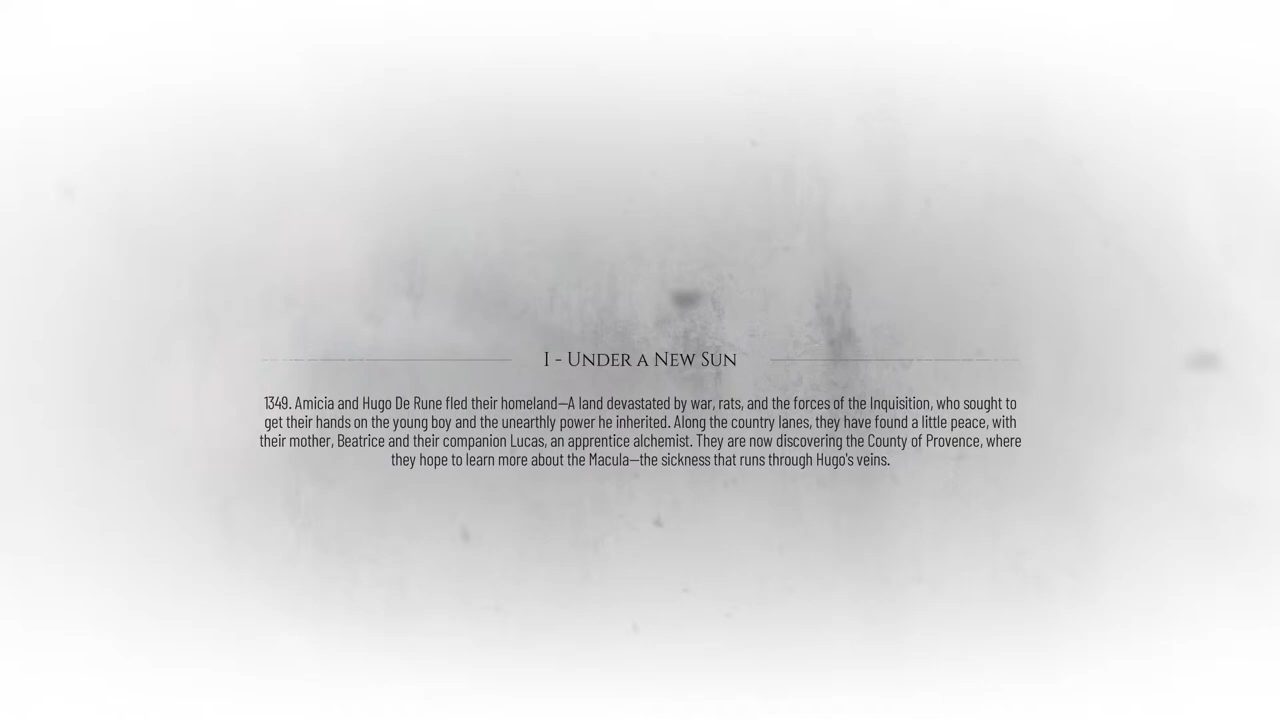 I - Under a New Sun
1349. Amicia and Hugo De Rune fled their homeland—A land devastated by war, rats, and the forces of the Inquisition, who sought to
get their hands on the young boy and the unearthly power he inherited. Along the country lanes, they have found a little peace, with
their mother, Beatrice and their companion Lucas, an apprentice alchemist. They are now discovering the County of Provence, where
they hope to learn more about the Macula—the sickness that runs through Hugo's veins.